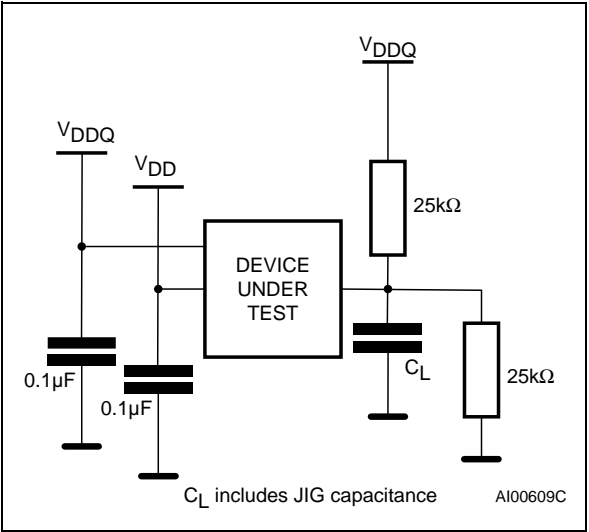 VDDQ
VDDQ
VDD
25kΩ
DEVICE
UNDER
TEST
0.1µF
0.1µF
CL
25kΩ
CL includes JIG capacitance
AI00609C